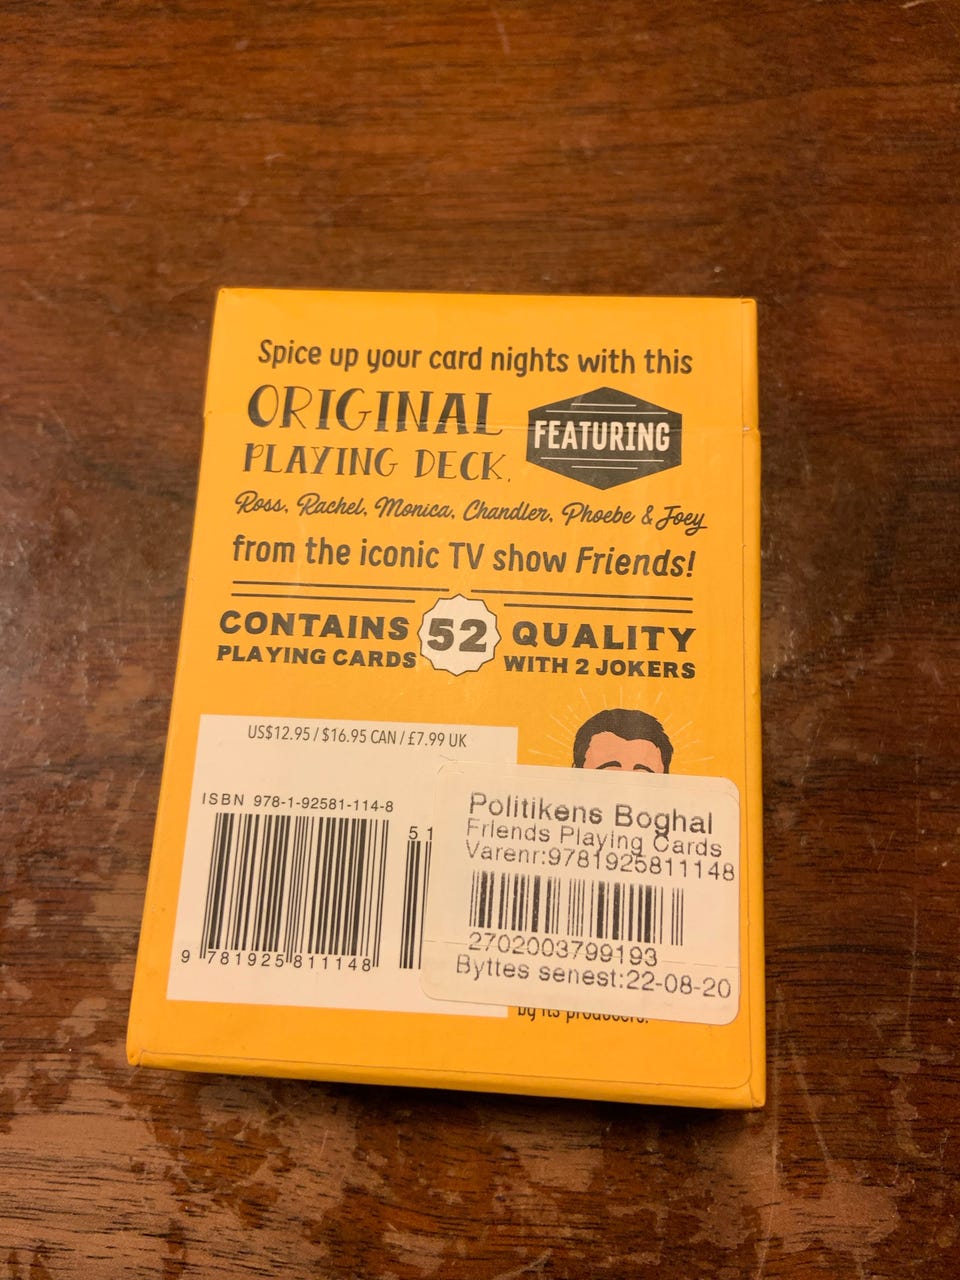 Spice up your card nights with this
ORIGINAL
PLAYING DECK.
FEATURING
Ross, Rachel, Monica, Chandler, Phoebe & Joey
from the iconic TV show Friends!
CONTAINS 52 QUALITY
PLAYING CARDS WITH 2 JOKERS
US$12.95 / $16.95 CAN / £7.99 UK
ISBN 978-1-92581-114-8
5 1
9 781925 811148
Politikens Boghal
Friends Playing Cards
Varenr:9781925811148
2702003799193
Byttes senest:22-08-20
by its producers.